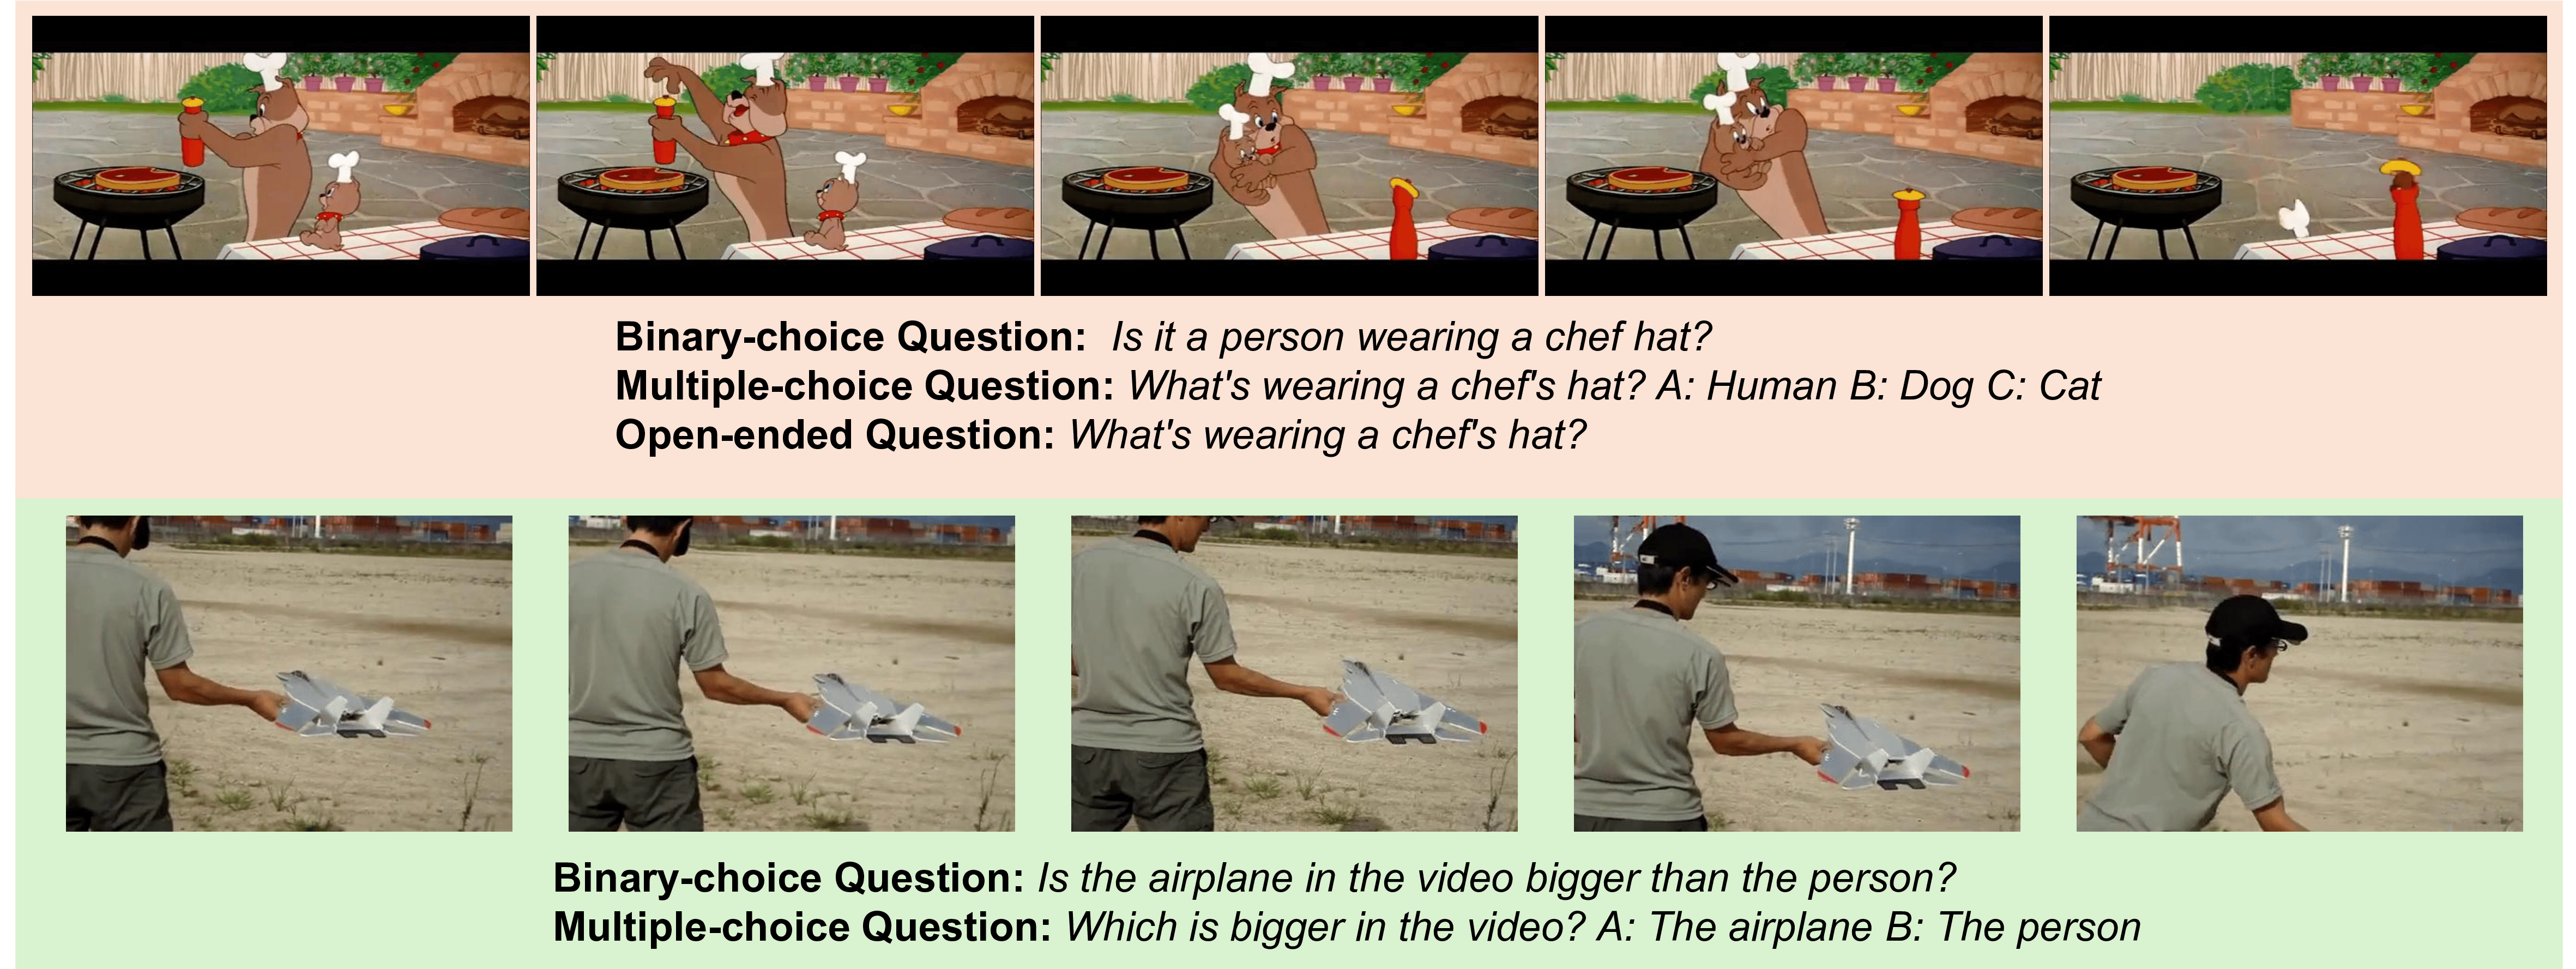 Binary-choice Question: Is it a person wearing a chef hat?
Multiple-choice Question: What's wearing a chef's hat? A: Human B: Dog C: Cat
Open-ended Question: What's wearing a chef's hat?
Binary-choice Question: Is the airplane in the video bigger than the person?
Multiple-choice Question: Which is bigger in the video? A: The airplane B: The person